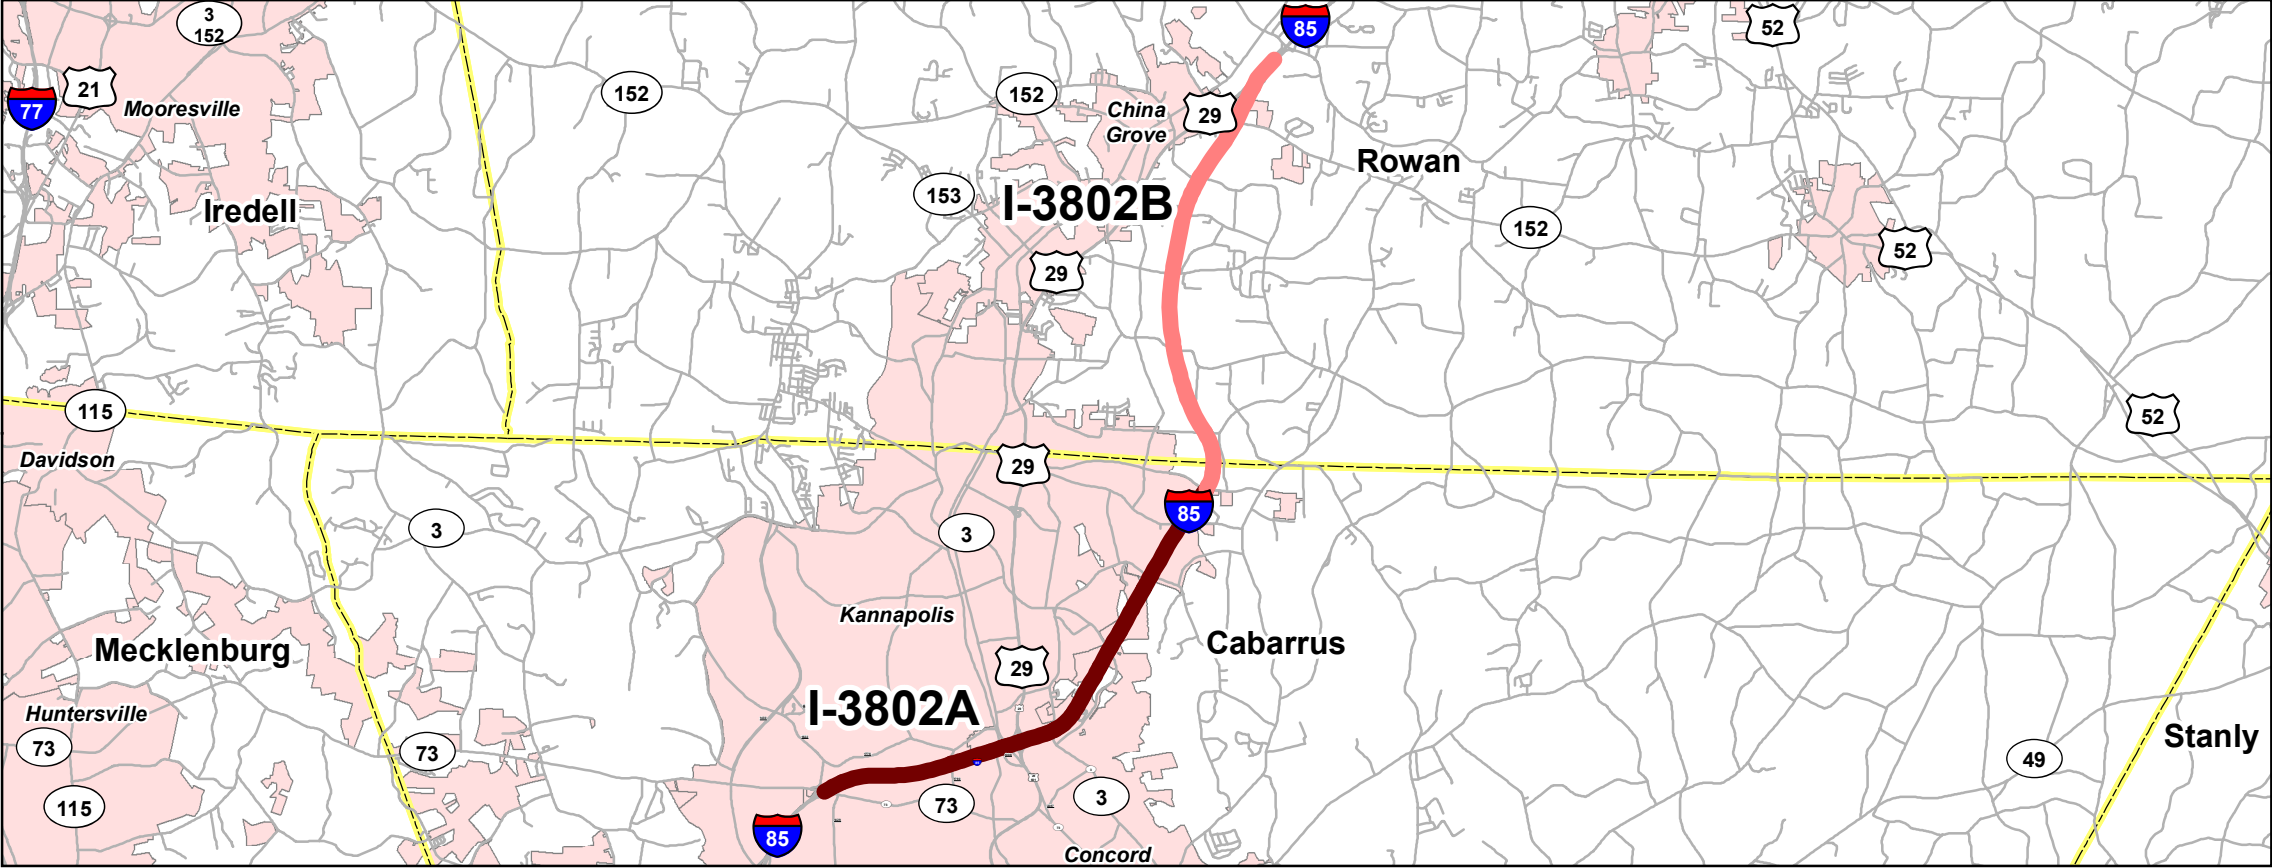 3
152
85
52
21
77
Mooresville
152
152
China
Grove
29
Rowan
153
I-3802B
Iredell
152
52
29
115
52
Davidson
29
85
3
3
Kannapolis
Cabarrus
Mecklenburg
29
I-3802A
Huntersville
73
73
Stanly
49
115
73
3
85
Concord